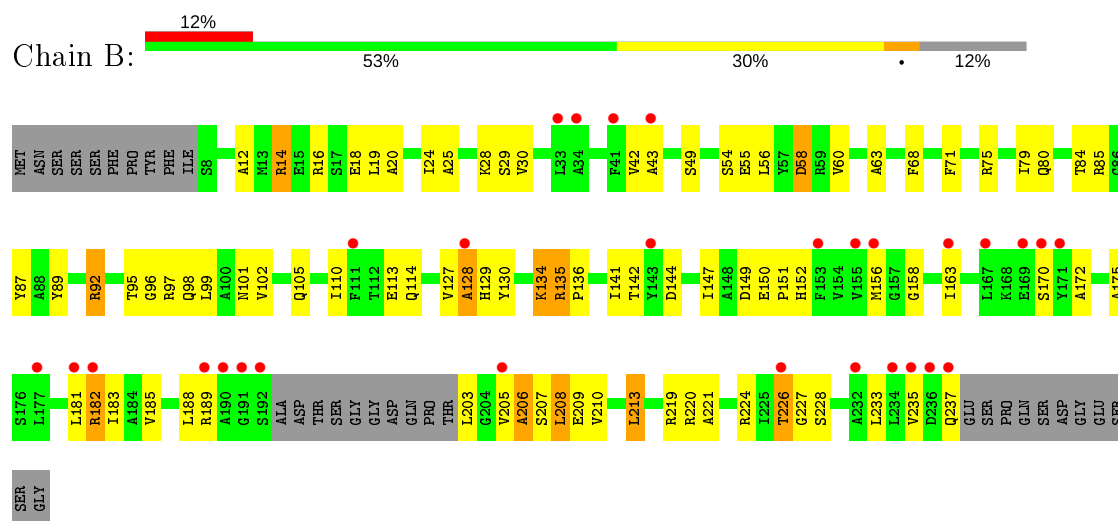 12%
Chain B:
53% 30% • 12%
MET ASN SER SER SER PHE PRO TYR PHE ILE S8 A12 M13 R14 E15 R16 S17 E18 L19 A20 I24 A25 K28 S29 V30 L33 A34 F41 V42 A43 S49 S54 E55 L56 Y57 D58 R59 V60 A63 F68 F71 R75 I79 Q80 T84 R85 G86
Y87 A88 Y89 R92 T95 G96 R97 Q98 L99 A100 N101 V102 Q105 I110 F111 T112 E113 Q114 V127 A128 H129 Y130 K134 R135 P136 I141 T142 Y143 D144 I147 A148 D149 E150 P151 H152 F153 V154 V155 M156 G157 G158 I163 L167 K168 E169 S170 Y171 A172 A175
S176 L177 L181 R182 I183 A184 V185 L188 R189 A190 G191 S192 ALA ASP THR SER GLY GLY ASP GLN PRO THR L203 G204 V205 A206 S207 L208 E209 V210 L213 R219 R220 A221 R224 I225 T226 G227 S228 A232 L233 L234 V235 D236 Q237 GLU SER PRO GLN SER ASP GLY GLU SER
SER GLY